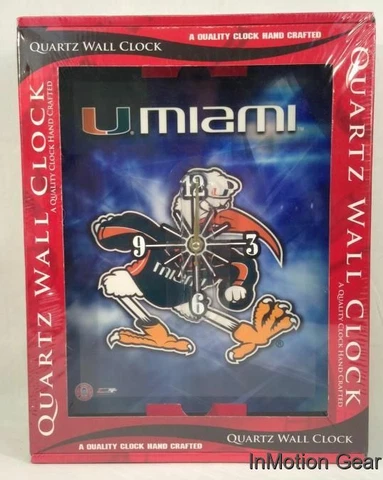 QUARTZ WALL CLOCK
A QUALITY CLOCK HAND CRAFTED
QUARTZ WALL CLOCK
A QUALITY CLOCK HAND CRAFTED
U MIAMI
12
9
3
6
MIAMI
QUARTZ WALL CLOCK
A QUALITY CLOCK HAND CRAFTED
A QUALITY CLOCK HAND CRAFTED
QUARTZ WALL CLOCK
InMotion Gear